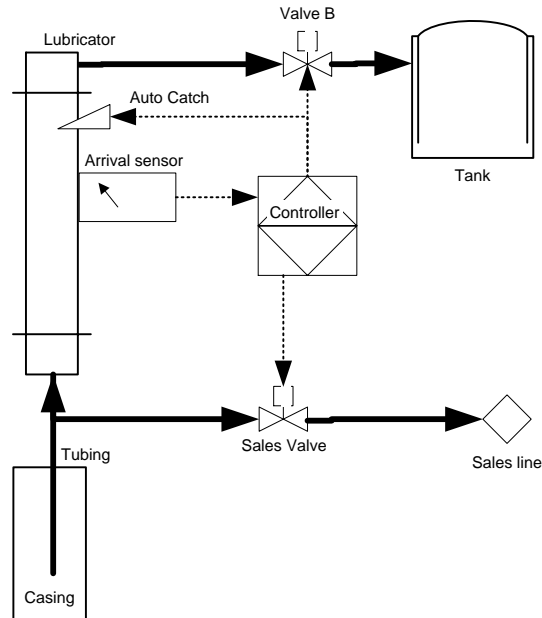 Valve B
Lubricator
Auto Catch
Arrival sensor
Tank
Controller
Sales Valve
Tubing
Sales line
Casing